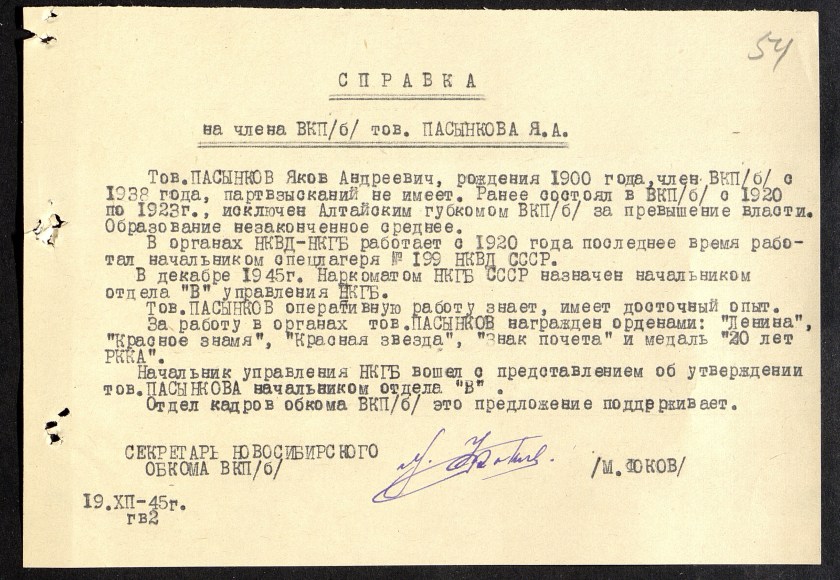 54
СПРАВКА
на члена ВКП/б/ тов. ПАСЫНКОВА Я.А.
Тов.ПАСЫНКОВ Яков Андреевич, рождения 1900 года,член ВКП/б/ с
1938 года, партвзысканий не имеет. Ранее состоял в ВКП/б/ с 1920
по 1923г., исключен Алтайским губкомом ВКП/б/ за превышение власти.
Образование незаконченное среднее.
В органах НКВД-НКГБ работает с 1920 года последнее время рабо-
тал начальником спецлагеря № 199 НКВД СССР.
В декабре 1945г. Наркоматом НКГБ СССР назначен начальником
отдела "В" управления НКГБ.
Тов.ПАСЫНКОВ оперативную работу знает, имеет досточный опыт.
За работу в органах тов.ПАСЫНКОВ награжден орденами: "Ленина",
"Красное знамя", "Красная звезда", "Знак почета" и медаль "20 лет
РККА".
Начальник управления НКГБ вошел с представлением об утверждении
тов.ПАСЫНКОВА начальником отдела "В" .
Отдел кадров обкома ВКП/б/ это предложение поддерживает.
СЕКРЕТАРЬ НОВОСИБИРСКОГО
ОБКОМА ВКП/б/
/М. /
19.ХП-45г.
гв2